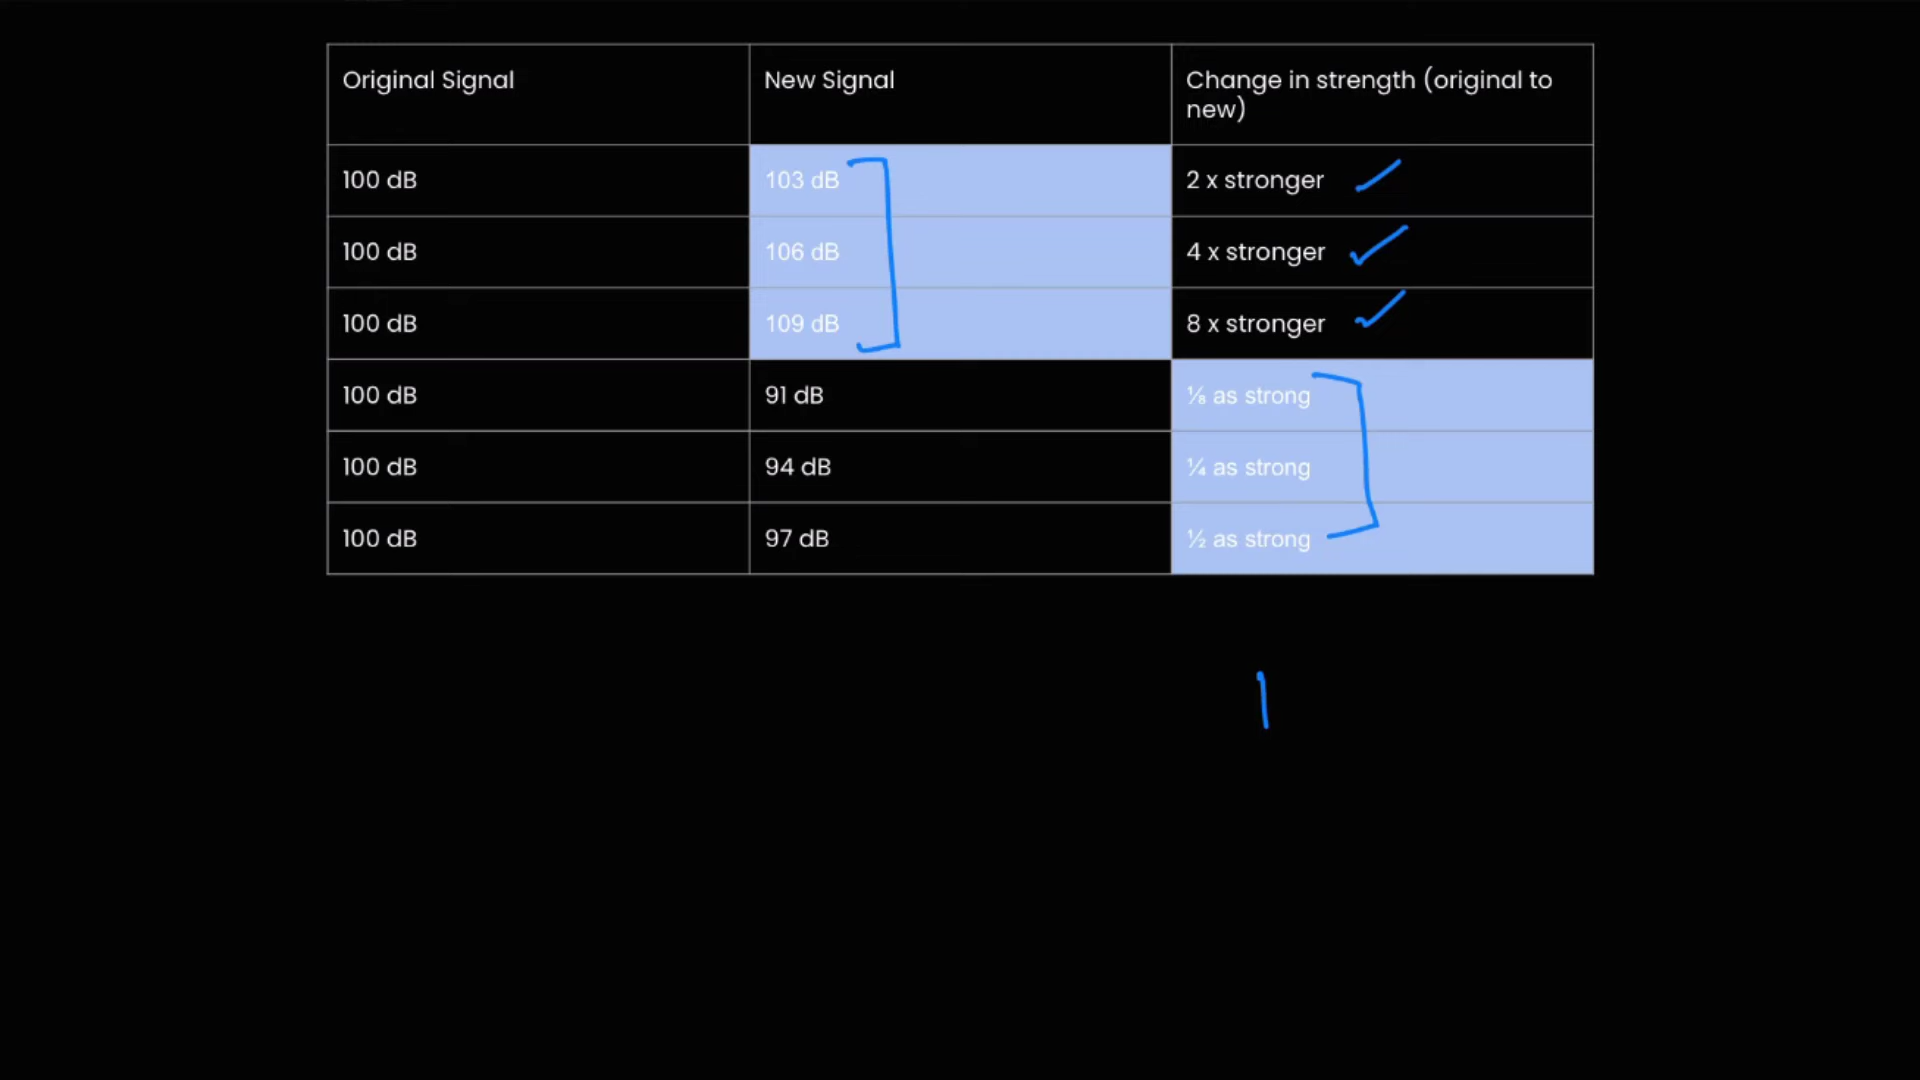 Original Signal
New Signal
Change in strength (original to
new)
100 dB
103 dB
2 x stronger
100 dB
106 dB
4 x stronger
100 dB
109 dB
8 x stronger
100 dB
91 dB
⅛ as strong
100 dB
94 dB
¼ as strong
100 dB
97 dB
½ as strong
1